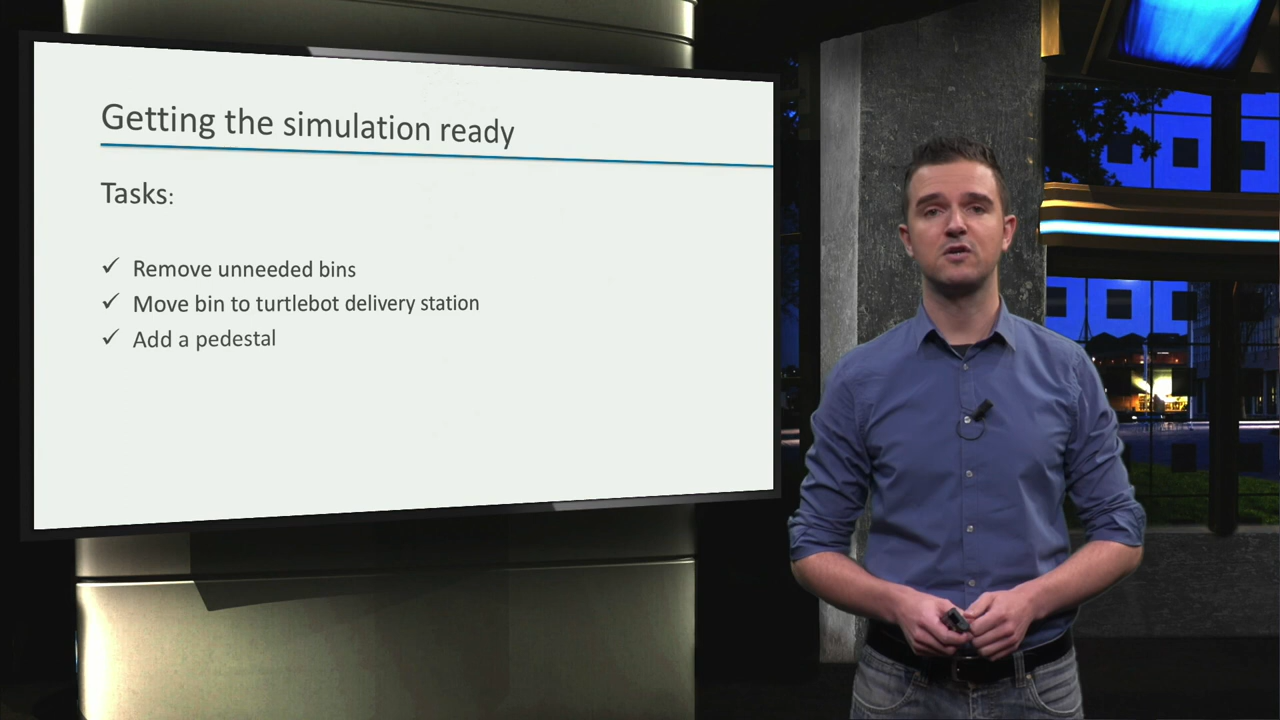 Getting the simulation ready
Tasks:
✓ Remove unneeded bins
✓ Move bin to turtlebot delivery station
✓ Add a pedestal